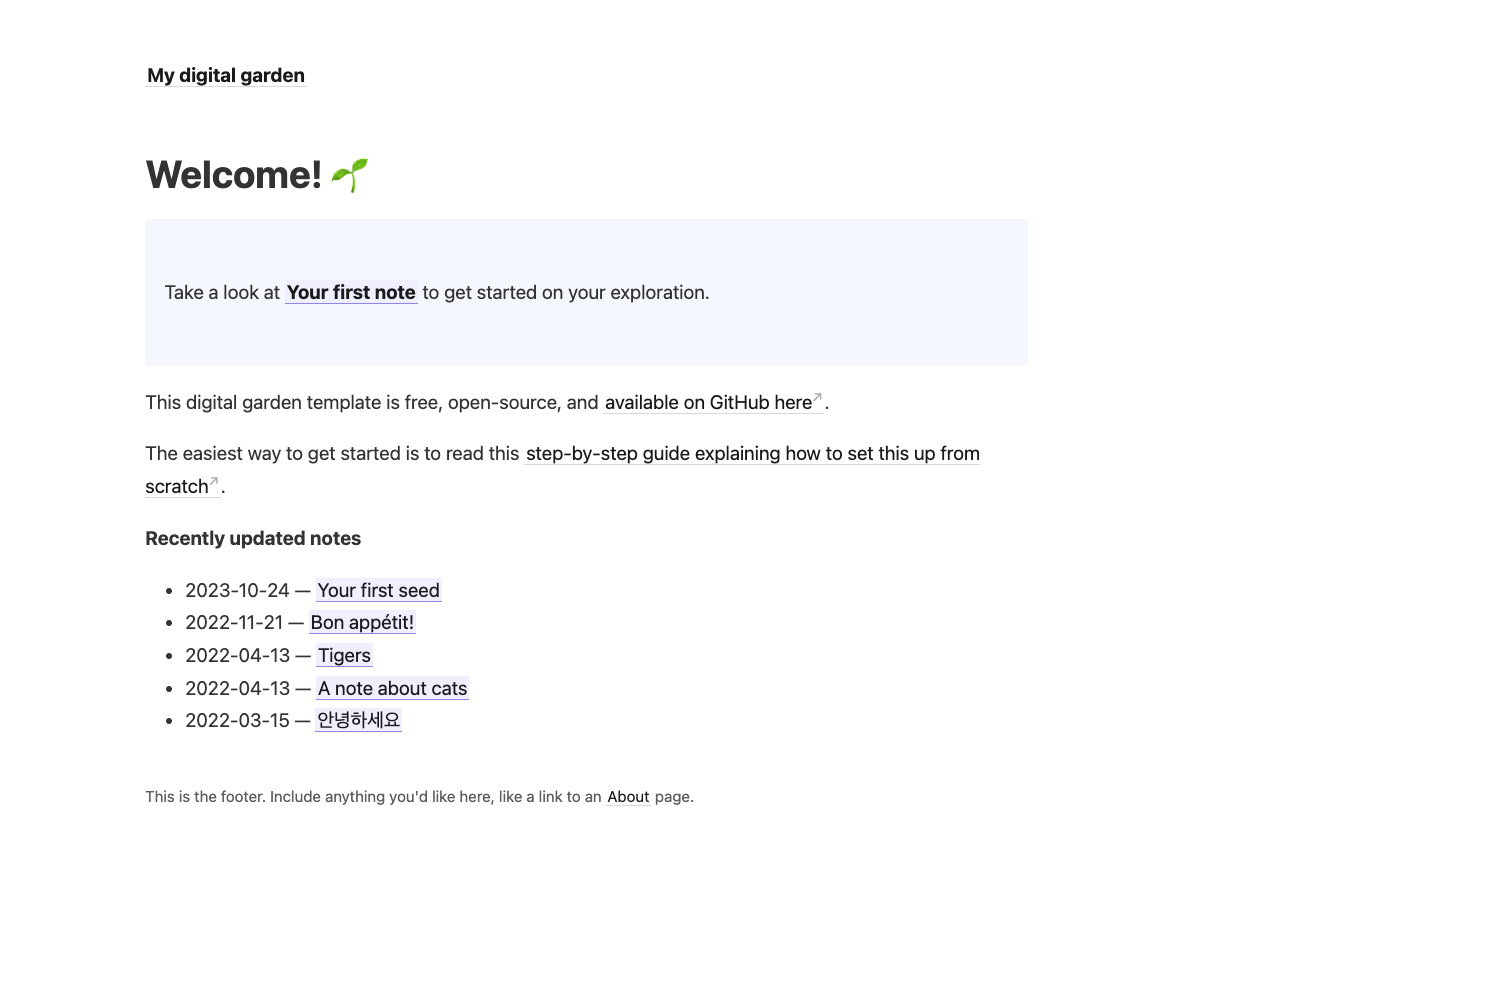 My digital garden
Welcome! 🌱
Take a look at Your first note to get started on your exploration.
This digital garden template is free, open-source, and available on GitHub here↗.
The easiest way to get started is to read this step-by-step guide explaining how to set this up from
scratch↗.
Recently updated notes
• 2023-10-24 — Your first seed
• 2022-11-21 — Bon appétit!
• 2022-04-13 — Tigers
• 2022-04-13 — A note about cats
• 2022-03-15 — 안녕하세요
This is the footer. Include anything you'd like here, like a link to an About page.